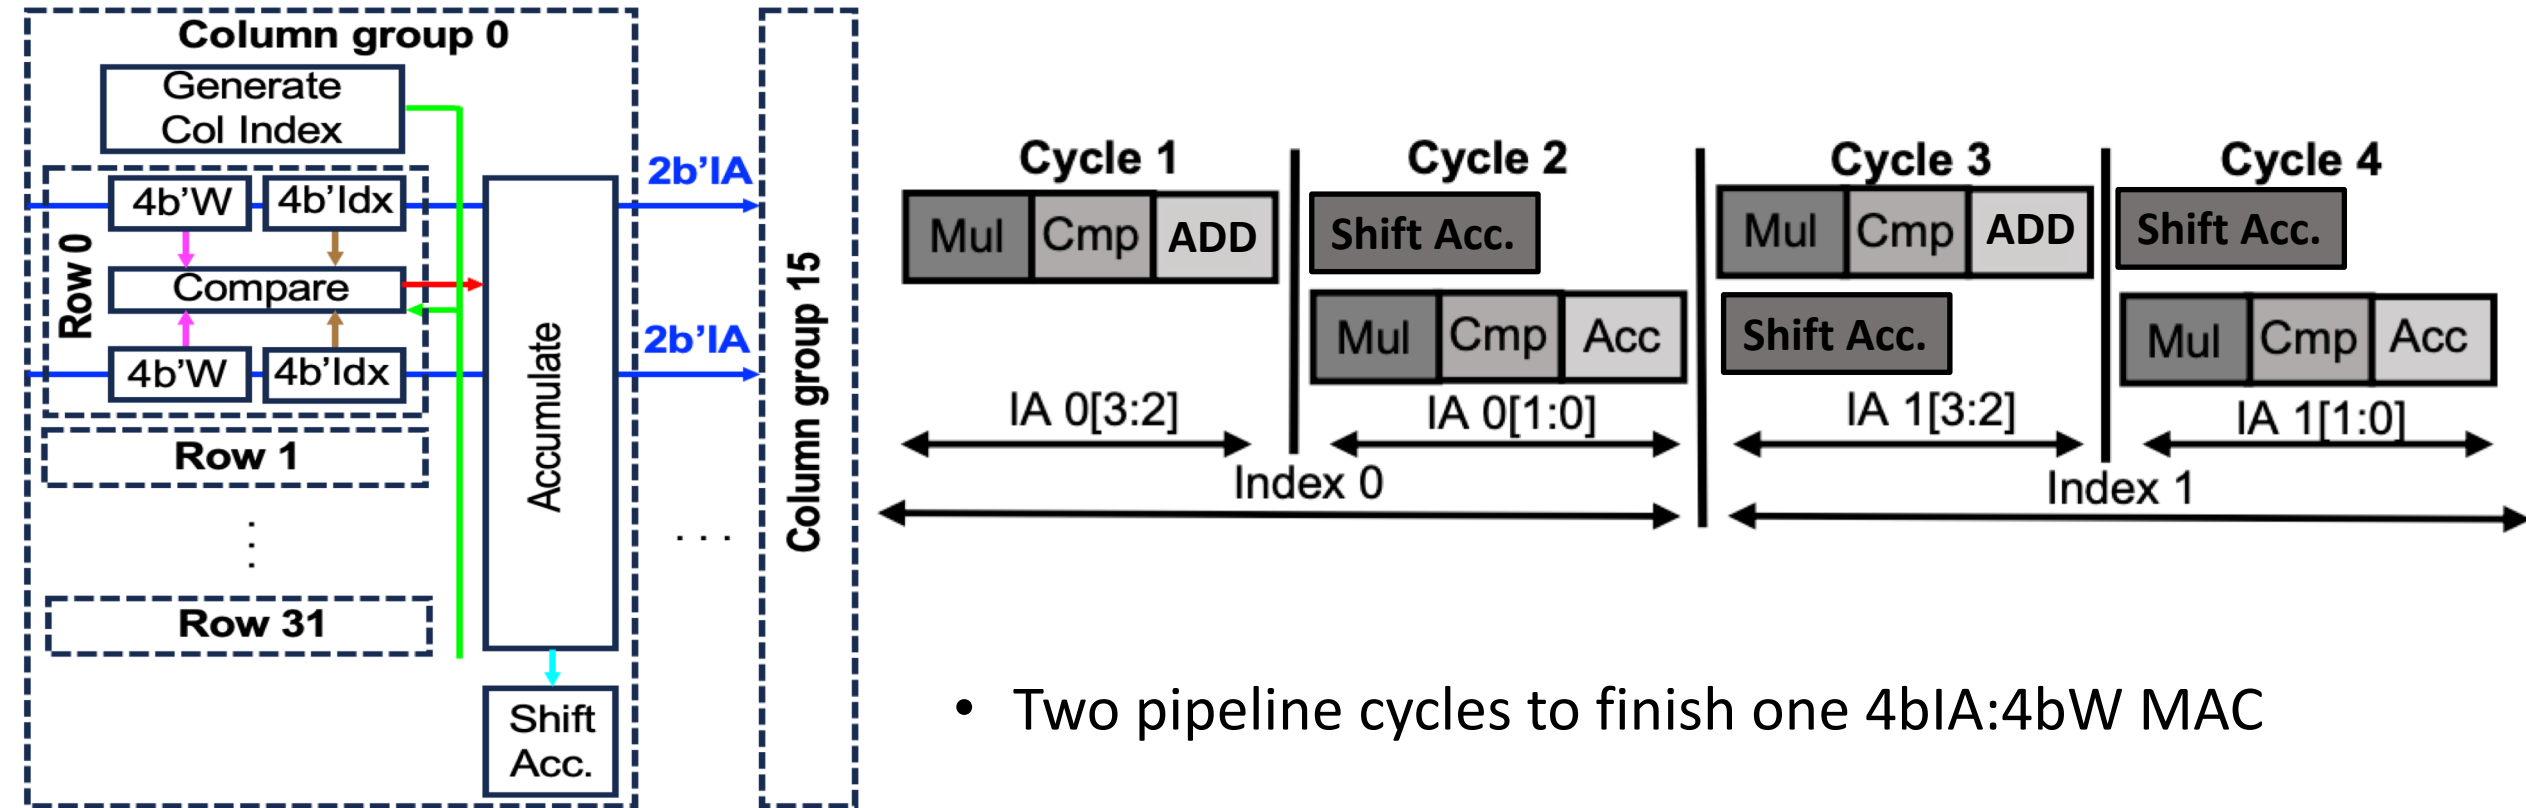 Column group 0
Generate
Col Index
Row 0
4b'W
4b'Idx
Compare
4b'W
4b'Idx
Row 1
Row 31
Accumulate
Shift
Acc.
2b'IA
2b'IA
. . .
Column group 15
Cycle 1
Cycle 2
Cycle 3
Cycle 4
Mul Cmp ADD
Shift Acc.
Mul Cmp ADD
Shift Acc.
Mul Cmp Acc
Shift Acc.
Mul Cmp Acc
IA 0[3:2]
IA 0[1:0]
IA 1[3:2]
IA 1[1:0]
Index 0
Index 1
• Two pipeline cycles to finish one 4bIA:4bW MAC